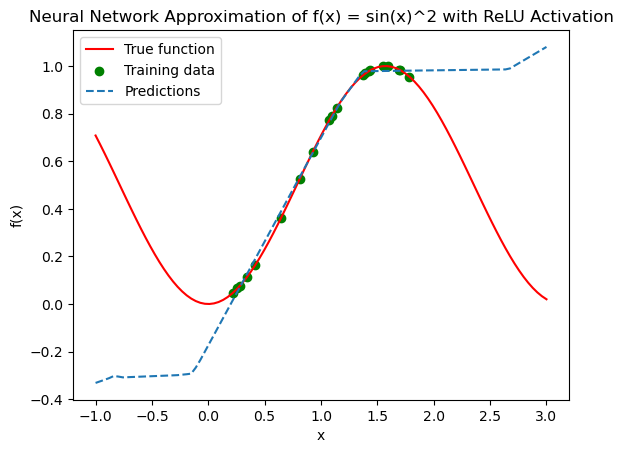 Neural Network Approximation of f(x) = sin(x)^2 with ReLU Activation
True function
Training data
Predictions
1.0
0.8
0.6
0.4
0.2
0.0
−0.2
−0.4
f(x)
−1.0 −0.5 0.0 0.5 1.0 1.5 2.0 2.5 3.0
x